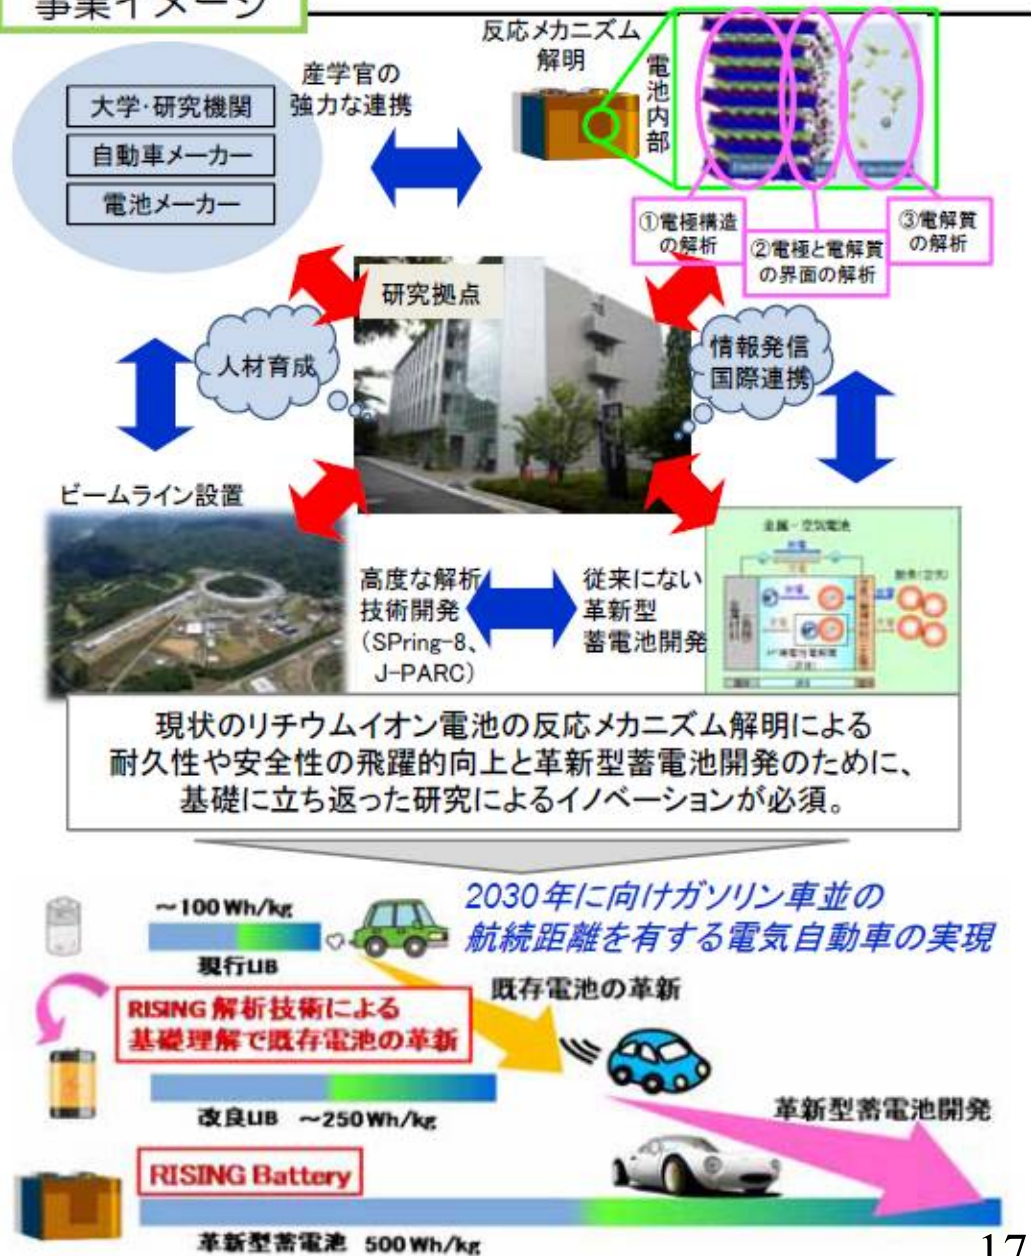 事業イメージ
大学・研究機関
自動車メーカー
電池メーカー
産学官の
強力な連携
反応メカニズム
解明
電池内部
①電極構造
の解析
②電極と電解質
の界面の解析
③電解質
の解析
研究拠点
人材育成
情報発信
国際連携
ビームライン設置
高度な解析
技術開発
(SPring-8、
J-PARC)
従来にない
革新型
蓄電池開発
金属-空気電池
現状のリチウムイオン電池の反応メカニズム解明による
耐久性や安全性の飛躍的向上と革新型蓄電池開発のために、
基礎に立ち返った研究によるイノベーションが必須。
2030年に向けガソリン車並の
航続距離を有する電気自動車の実現
～100Wh/kg
現行LIB
既存電池の革新
RISING 解析技術による
基礎理解で既存電池の革新
改良LIB ～250Wh/kg
革新型蓄電池開発
RISING Battery
革新型蓄電池 500Wh/kg
17